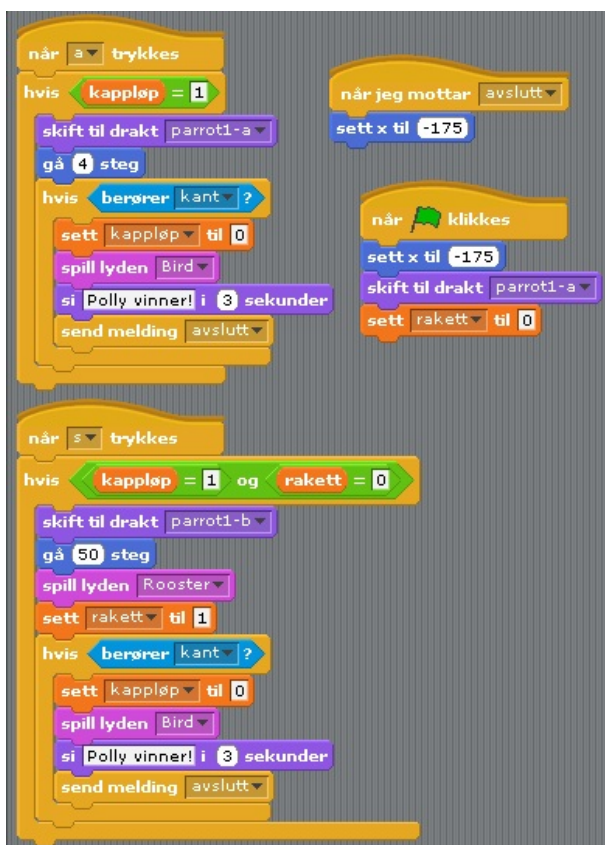 når a trykkes
hvis kappløp = 1
skift til drakt parrot1-a
gå 4 steg
hvis berører kant ?
sett kappløp til 0
spill lyden Bird
si Polly vinner! i 3 sekunder
send melding avslutt
når jeg mottar avslutt
sett x til -175
når klikkes
sett x til -175
skift til drakt parrot1-a
sett rakett til 0
når s trykkes
hvis kappløp = 1 og rakett = 0
skift til drakt parrot1-b
gå 50 steg
spill lyden Rooster
sett rakett til 1
hvis berører kant ?
sett kappløp til 0
spill lyden Bird
si Polly vinner! i 3 sekunder
send melding avslutt